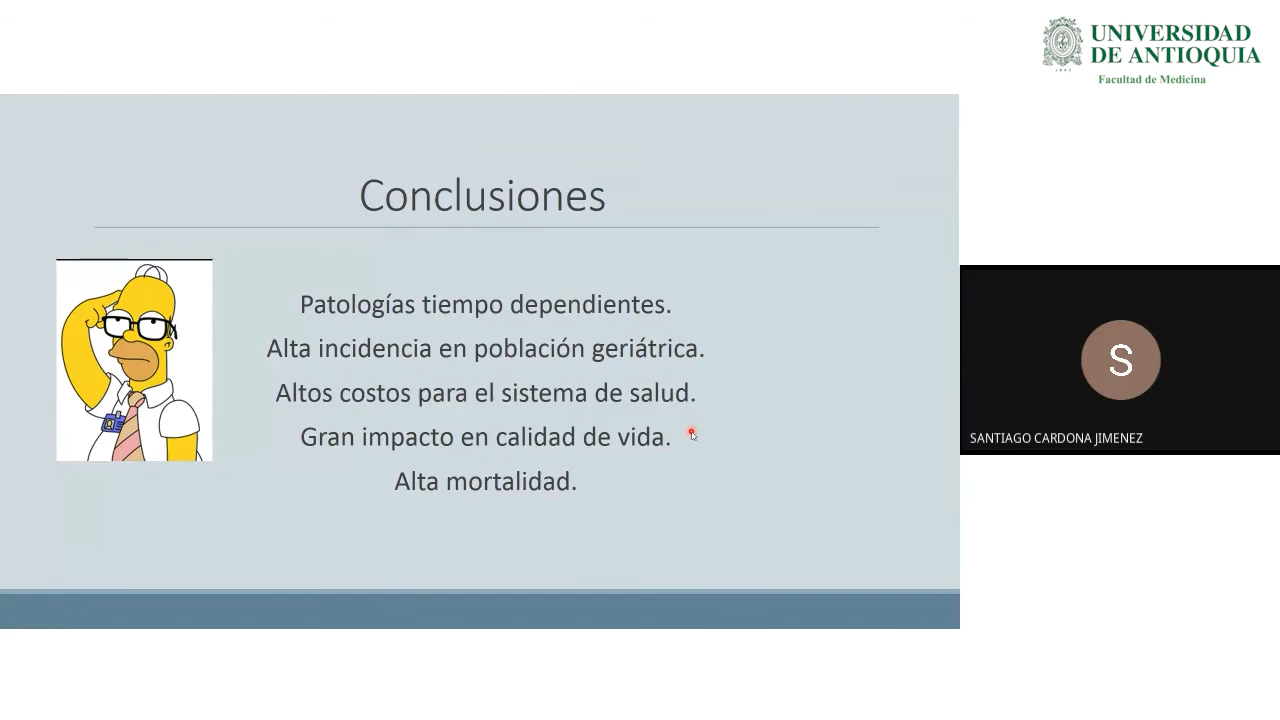 UNIVERSIDAD
DE ANTIOQUIA
1803
Facultad de Medicina
Conclusiones
Patologías tiempo dependientes.
Alta incidencia en población geriátrica.
Altos costos para el sistema de salud.
Gran impacto en calidad de vida.
Alta mortalidad.
S
SANTIAGO CARDONA JIMENEZ